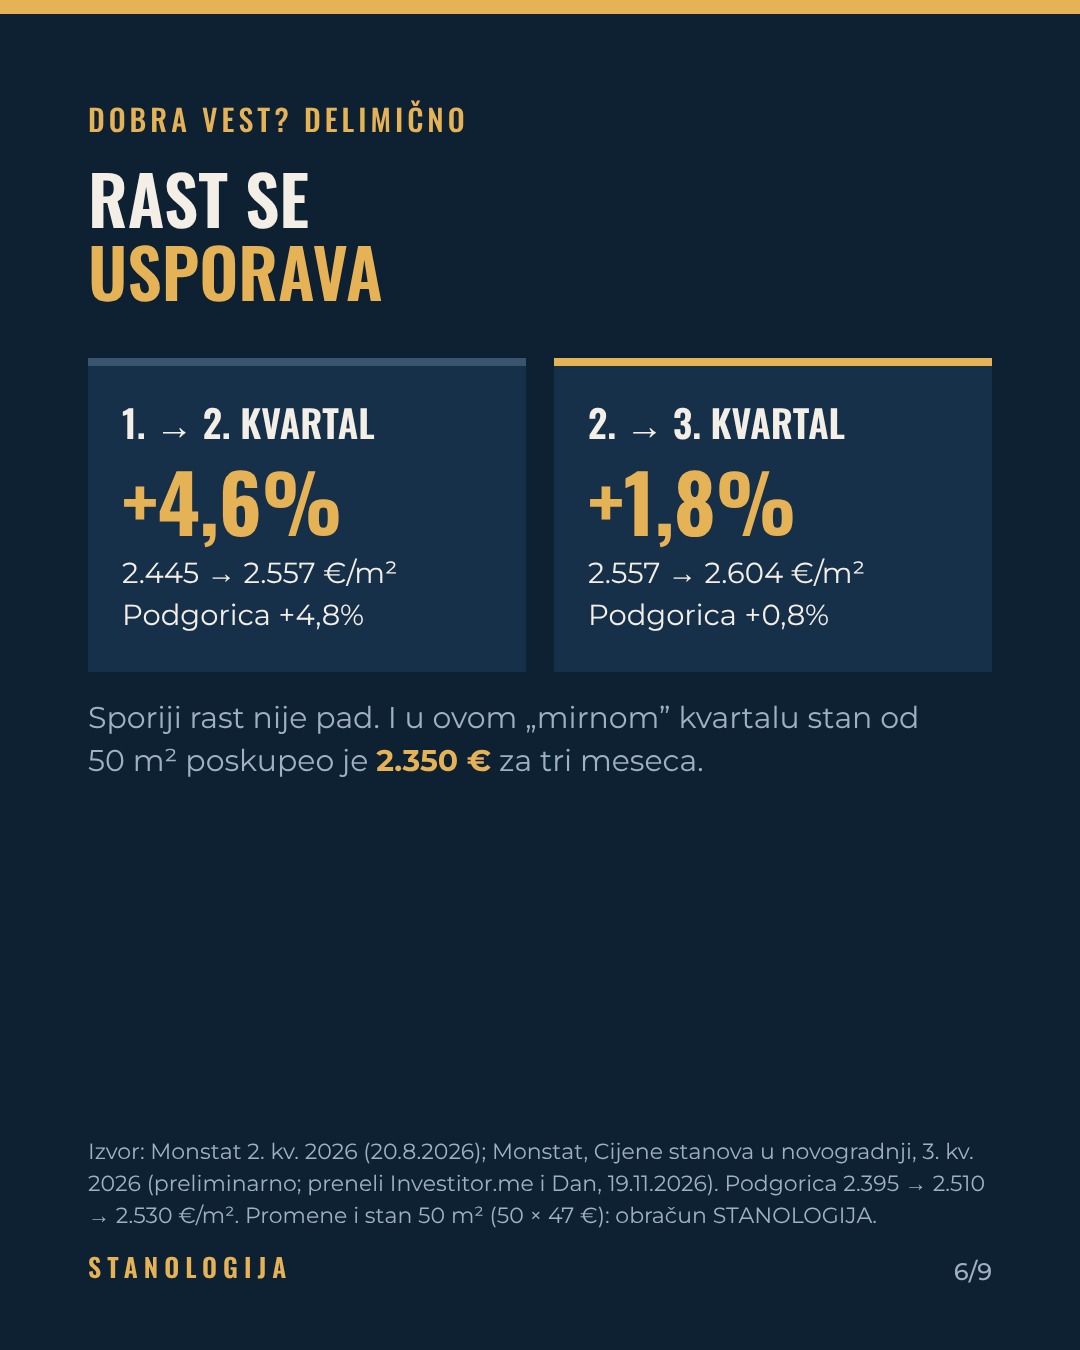 DOBRA VEST? DELIMIČNO
RAST SE
USPORAVA
1. → 2. KVARTAL
+4,6%
2.445 → 2.557 €/m²
Podgorica +4,8%
2. → 3. KVARTAL
+1,8%
2.557 → 2.604 €/m²
Podgorica +0,8%
Sporiji rast nije pad. I u ovom „mirnom” kvartalu stan od
50 m² poskupeo je 2.350 € za tri meseca.
Izvor: Monstat 2. kv. 2026 (20.8.2026); Monstat, Cijene stanova u novogradnji, 3. kv.
2026 (preliminarno; preneli Investitor.me i Dan, 19.11.2026). Podgorica 2.395 → 2.510
→ 2.530 €/m². Promene i stan 50 m² (50 × 47 €): obračun STANOLOGIJA.
STANOLOGIJA
6/9